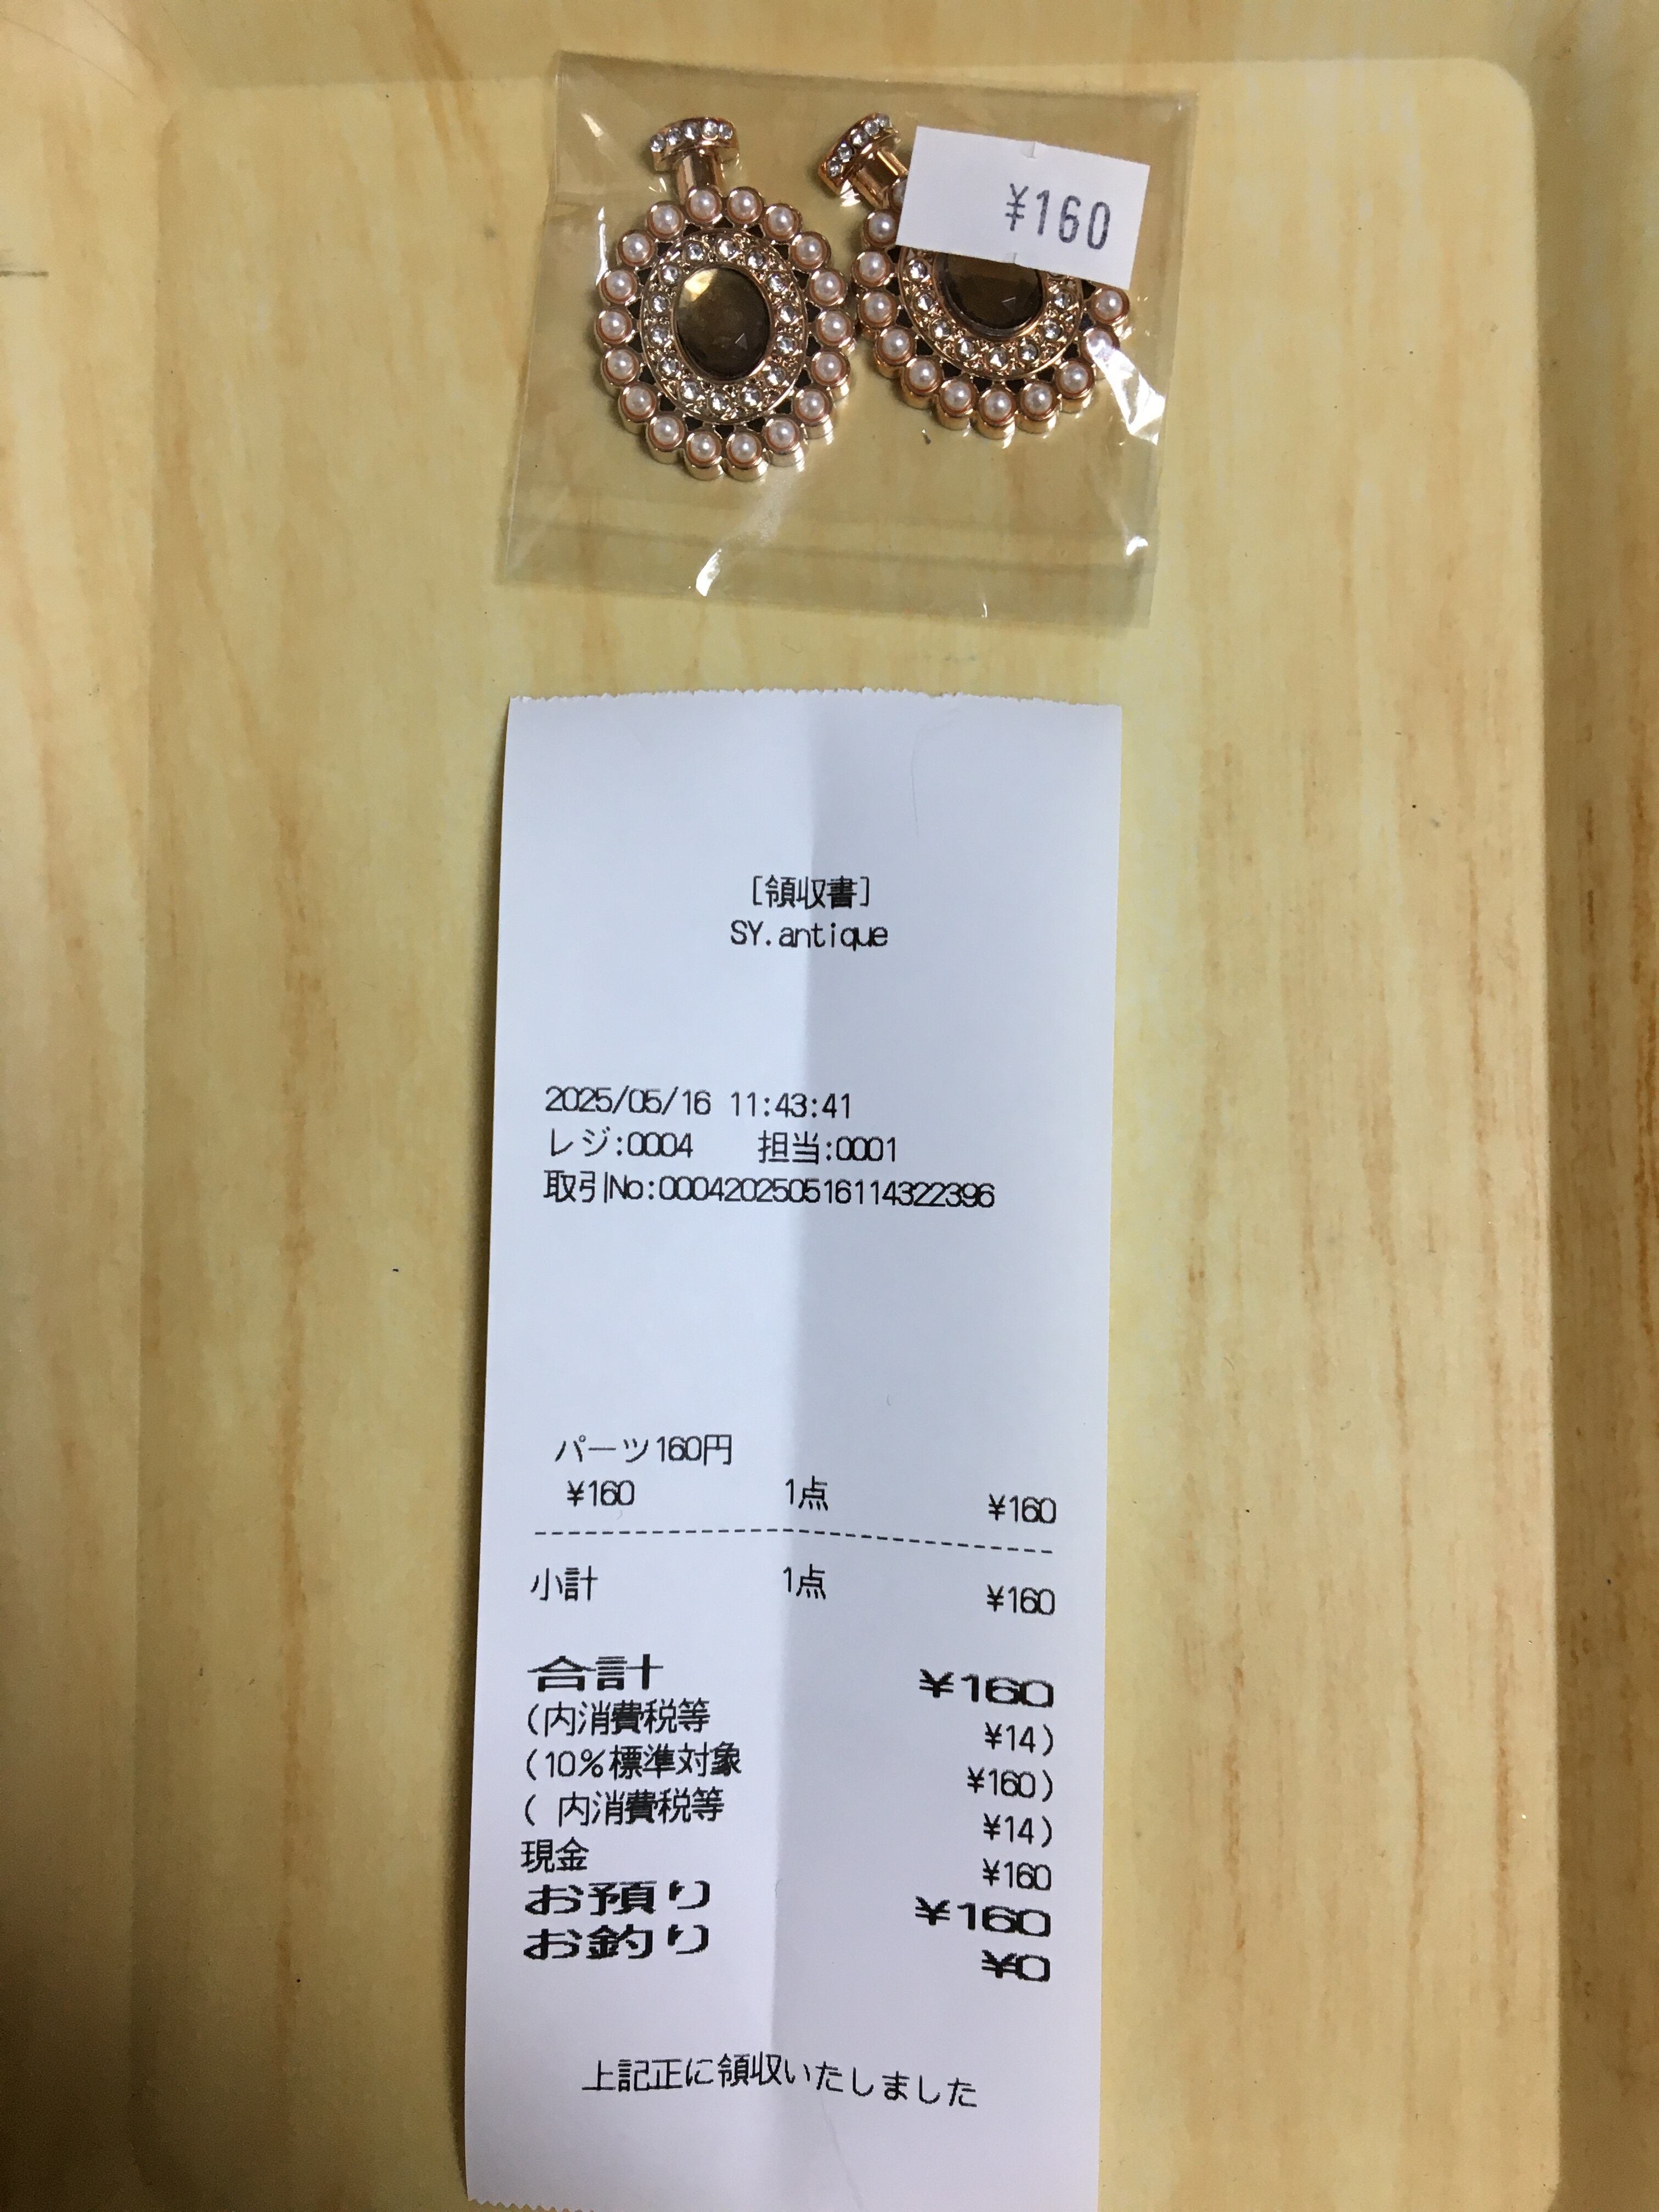 ¥160
[領収書]
SY.antique
2025/05/16 11:43:41
レジ:0004 担当:0001
取引No:00042025051611432​2396
パーツ160円
¥160 1点 ¥160
小計 1点 ¥160
合計 ¥160
(内消費税等 ¥14)
(10%標準対象 ¥160)
( 内消費税等 ¥14)
現金 ¥160
お預り ¥160
お釣り ¥0
上記正に領収いたしました